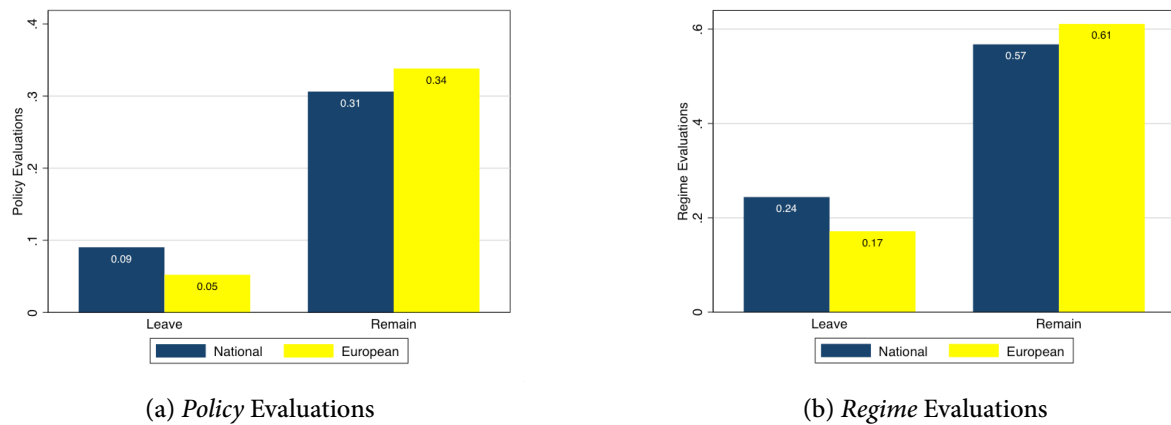 Policy Evaluations
.4
.3
.2
.1
0
0.09
0.05
0.31
0.34
Leave
Remain
National
European
(a) Policy Evaluations
Regime Evaluations
.6
.4
.2
0
0.24
0.17
0.57
0.61
Leave
Remain
National
European
(b) Regime Evaluations